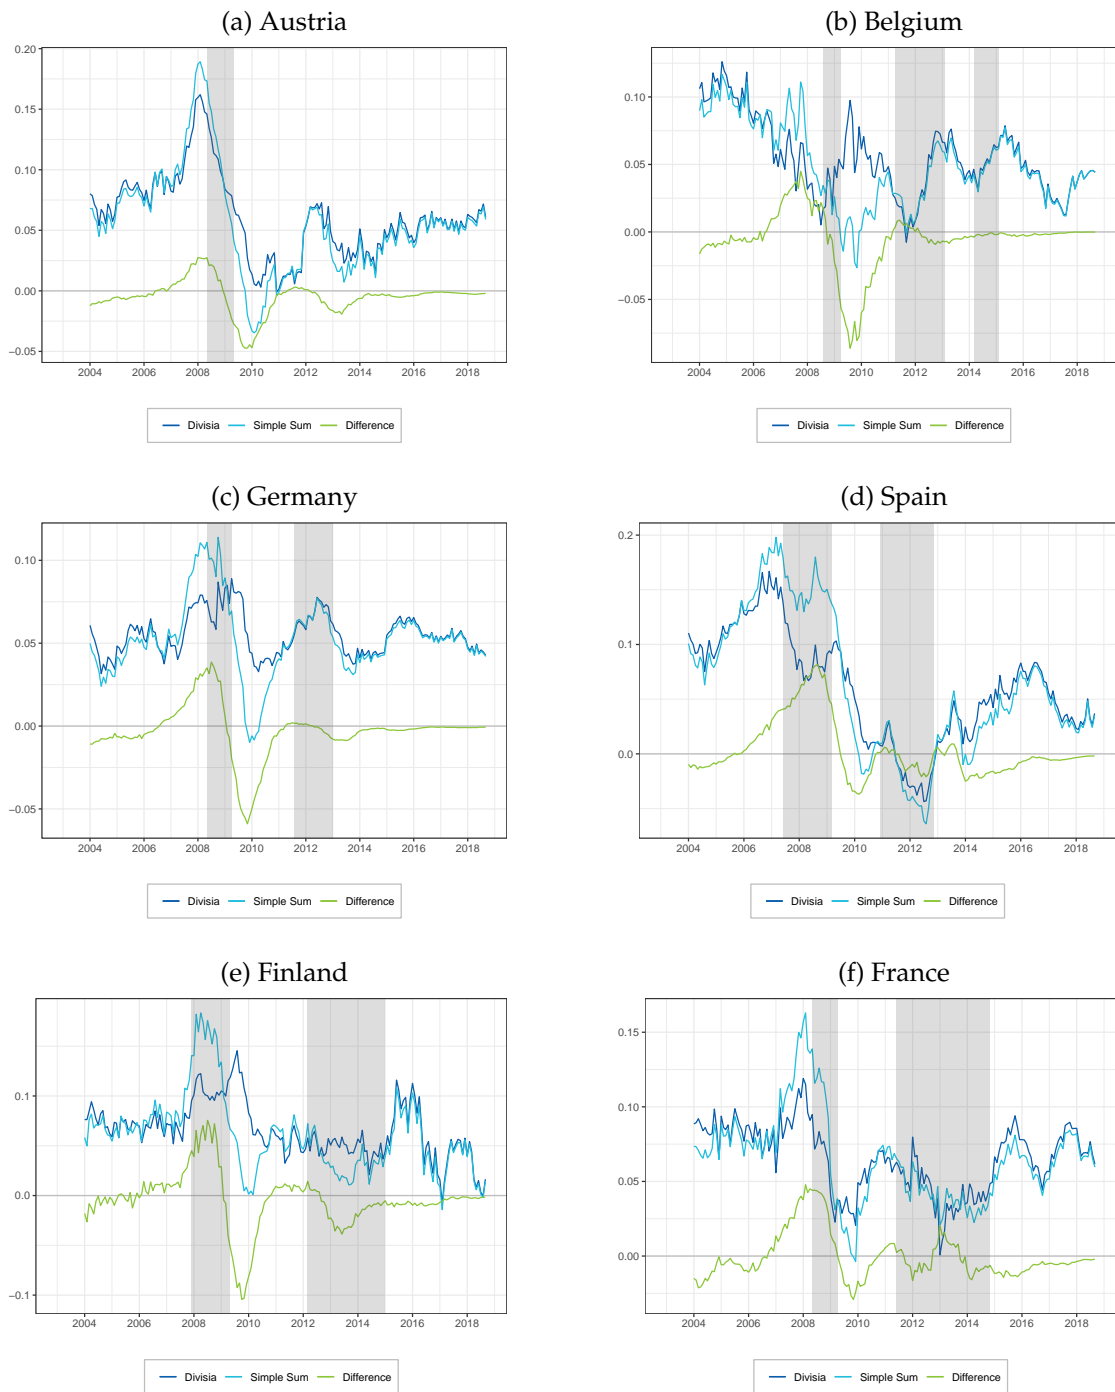 (a) Austria
0.20
0.15
0.10
0.05
0.00
−0.05
2004 2006 2008 2010 2012 2014 2016 2018
Divisia Simple Sum Difference
(b) Belgium
0.10
0.05
0.00
−0.05
2004 2006 2008 2010 2012 2014 2016 2018
Divisia Simple Sum Difference
(c) Germany
0.10
0.05
0.00
−0.05
2004 2006 2008 2010 2012 2014 2016 2018
Divisia Simple Sum Difference
(d) Spain
0.2
0.1
0.0
2004 2006 2008 2010 2012 2014 2016 2018
Divisia Simple Sum Difference
(e) Finland
0.1
0.0
−0.1
2004 2006 2008 2010 2012 2014 2016 2018
Divisia Simple Sum Difference
(f) France
0.15
0.10
0.05
0.00
2004 2006 2008 2010 2012 2014 2016 2018
Divisia Simple Sum Difference